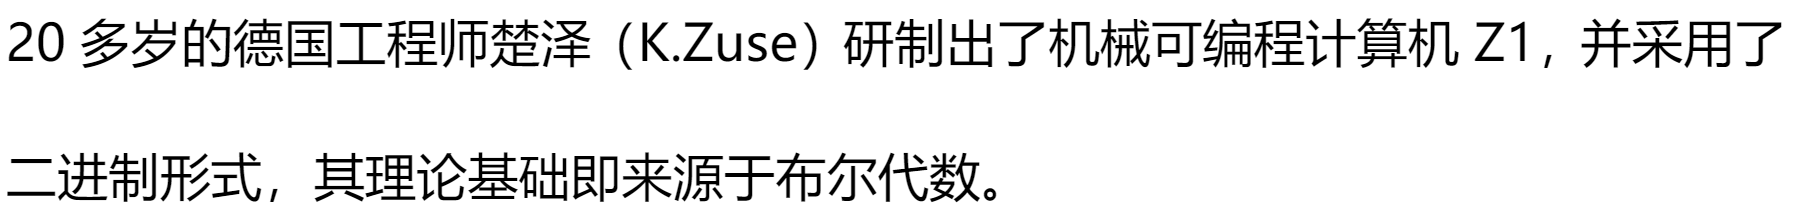 20 多岁的德国工程师楚泽（K.Zuse）研制出了机械可编程计算机 Z1，并采用了
二进制形式，其理论基础即来源于布尔代数。